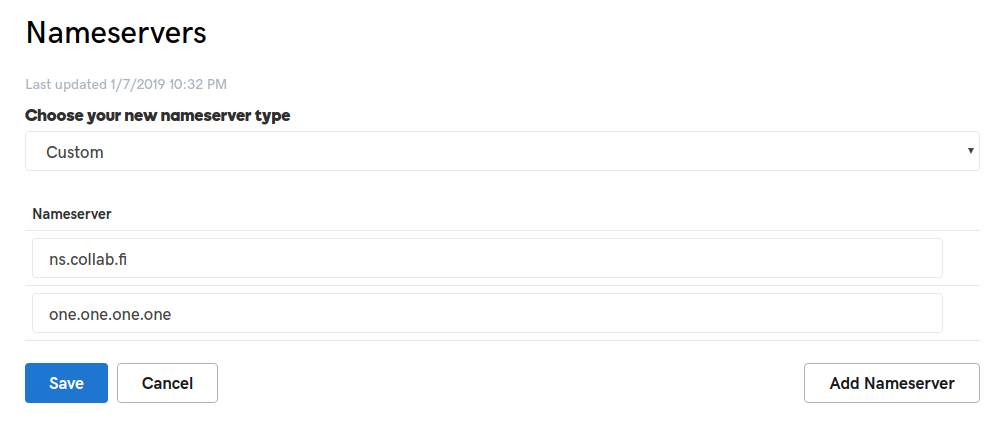 Nameservers
Last updated 1/7/2019 10:32 PM
Choose your new nameserver type
Custom
Nameserver
ns.collab.fi
one.one.one.one
Save Cancel Add Nameserver